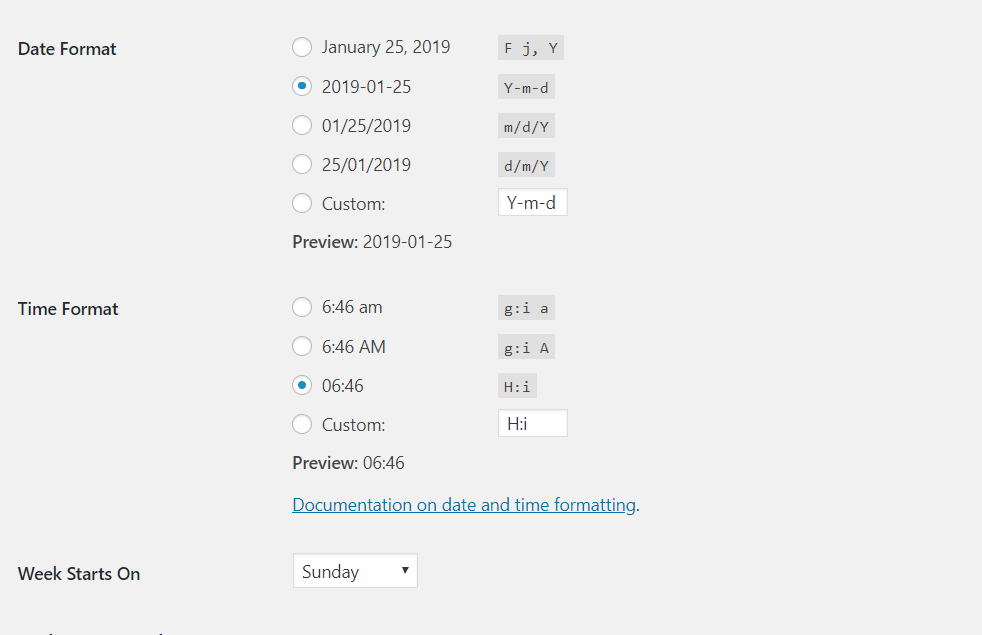 Date Format
January 25, 2019 F j, Y
2019-01-25 Y-m-d
01/25/2019 m/d/Y
25/01/2019 d/m/Y
Custom: Y-m-d
Preview: 2019-01-25
Time Format
6:46 am g:i a
6:46 AM g:i A
06:46 H:i
Custom: H:i
Preview: 06:46
Documentation on date and time formatting.
Week Starts On
Sunday